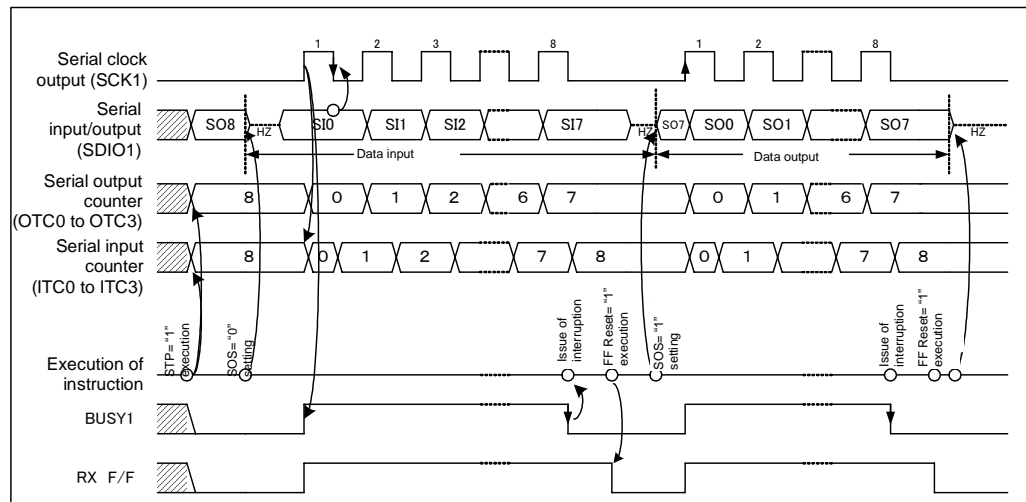 Serial clock
output (SCK1)
1
2
3
8
1
2
8
Serial
input/output
(SDIO1)
SO8
HZ
SI0
SI1
SI2
SI7
HZ
SO7
SO0
SO1
SO7
HZ
Data input
Data output
Serial output
counter
(OTC0 to OTC3)
8
0
1
2
6
7
0
1
6
7
Serial input
counter
(ITC0 to ITC3)
8
0
1
2
7
8
0
1
7
8
Execution of
instruction
STP= “1”
execution
SOS= “0”
setting
Issue of
interruption
FF Reset= “1”
execution
SOS= “1”
setting
Issue of
interruption
FF Reset= “1”
execution
BUSY1
RX F/F